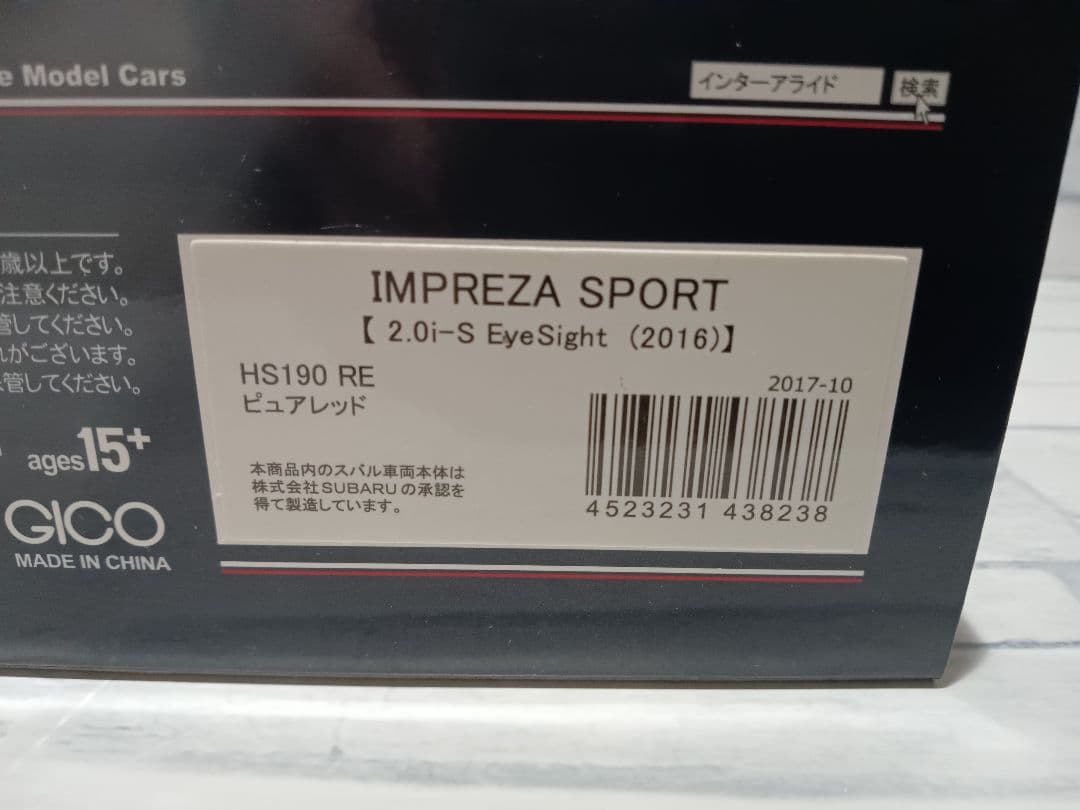 e Model Cars
インターアライド 検索
歳以上です。
注意ください。
管してください。
れがございます。
保管してください。
ages15+
GICO
MADE IN CHINA
IMPREZA SPORT
【 2.0i-S EyeSight (2016)】
HS190 RE
ピュアレッド
2017-10
本商品内のスバル車両本体は
株式会社SUBARUの承認を
得て製造しています。
4523231 438238